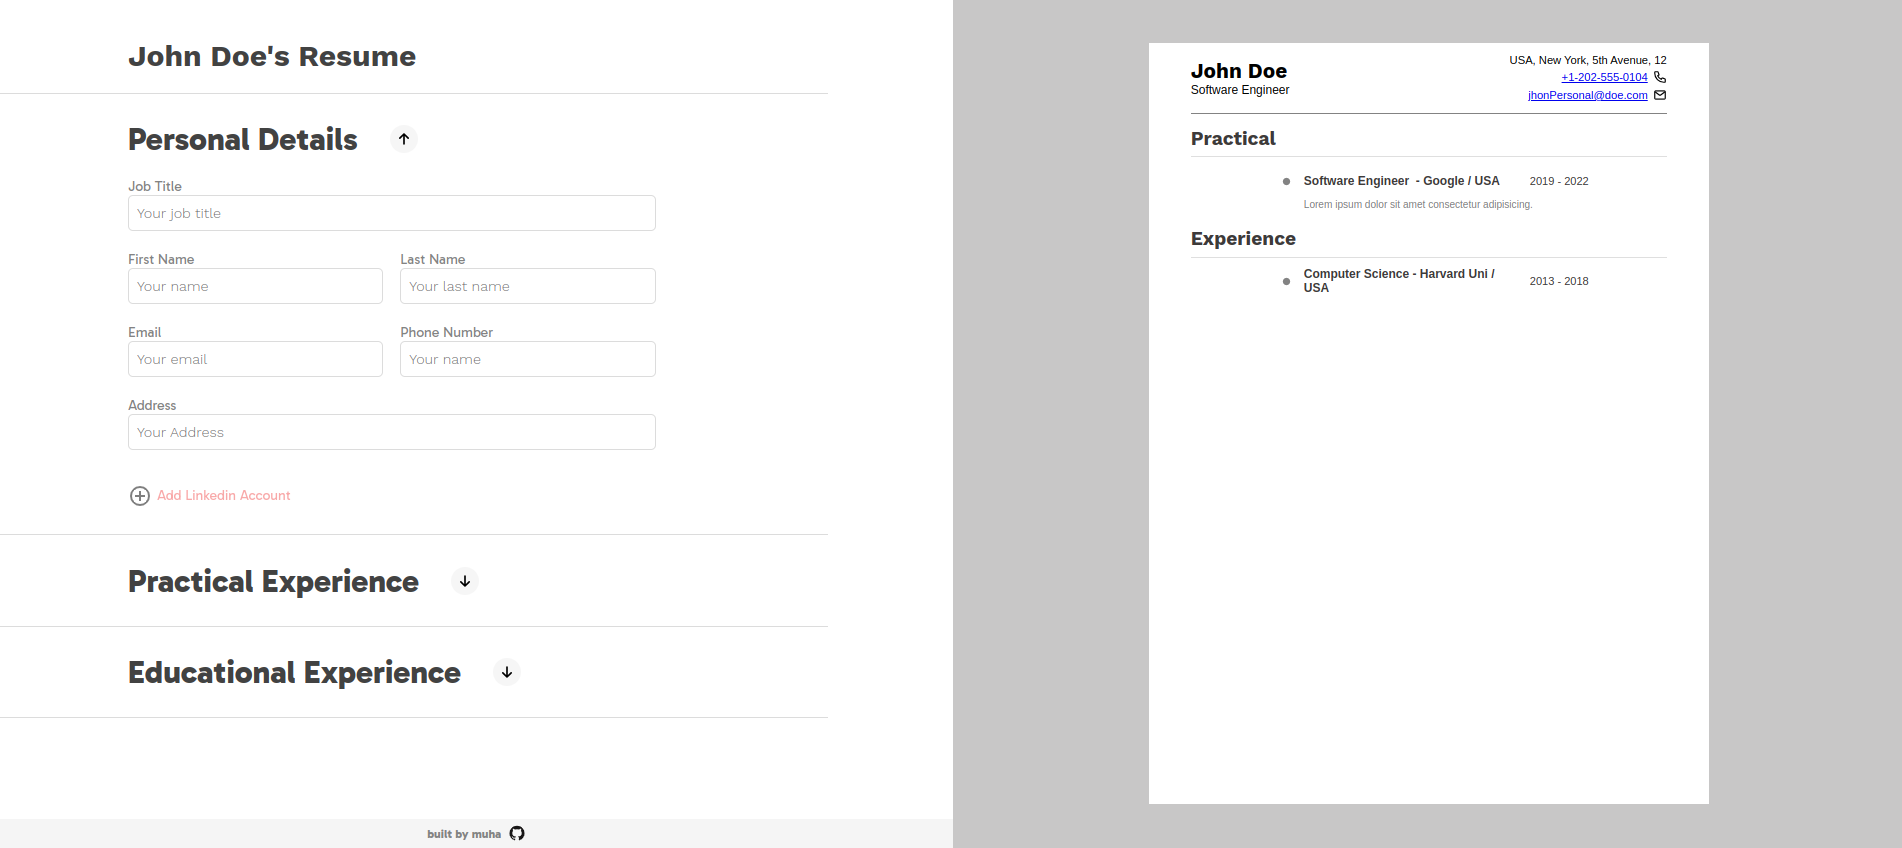 John Doe's Resume
Personal Details
Job Title
Your job title
First Name
Last Name
Your name
Your last name
Email
Phone Number
Your email
Your name
Address
Your Address
Add Linkedin Account
Practical Experience
Educational Experience
built by muha
John Doe
Software Engineer
USA, New York, 5th Avenue, 12
+1-202-555-0104
jhonPersonal@doe.com
Practical
Software Engineer - Google / USA
2019 - 2022
Lorem ipsum dolor sit amet consectetur adipisicing.
Experience
Computer Science - Harvard Uni /
USA
2013 - 2018